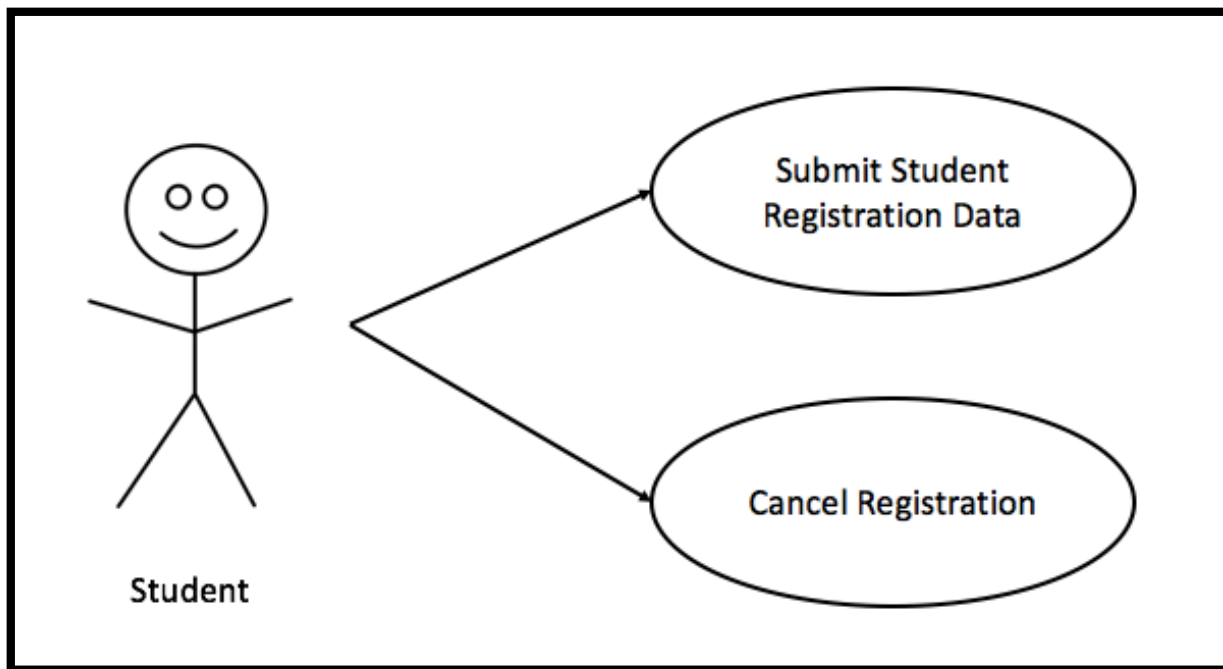 Submit Student
Registration Data
Cancel Registration
Student